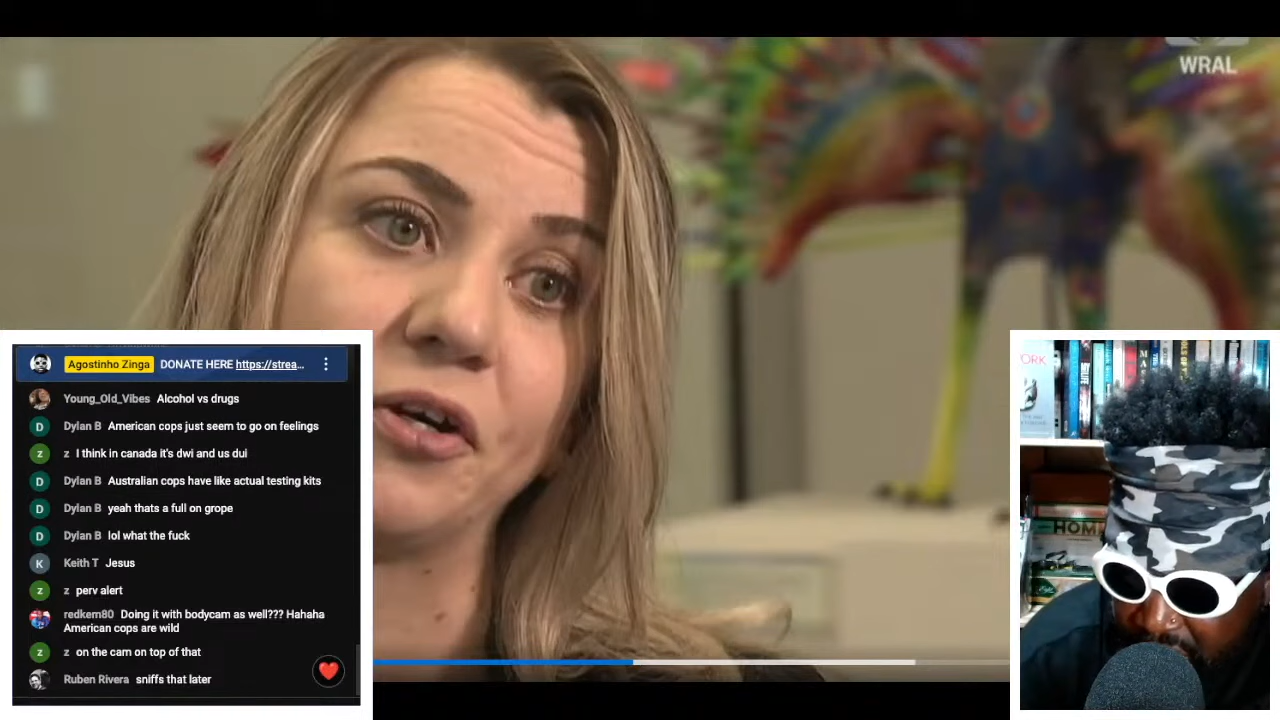 WRAL
Agostinho Zinga DONATE HERE https://strea...
Young_Old_Vibes Alcohol vs drugs
D Dylan B American cops just seem to go on feelings
z z I think in canada it's dwi and us dui
D Dylan B Australian cops have like actual testing kits
D Dylan B yeah thats a full on grope
D Dylan B lol what the fuck
K Keith T Jesus
z z perv alert
redkem80 Doing it with bodycam as well??? Hahaha
American cops are wild
z z on the cam on top of that
Ruben Rivera sniffs that later
ORK
HOM